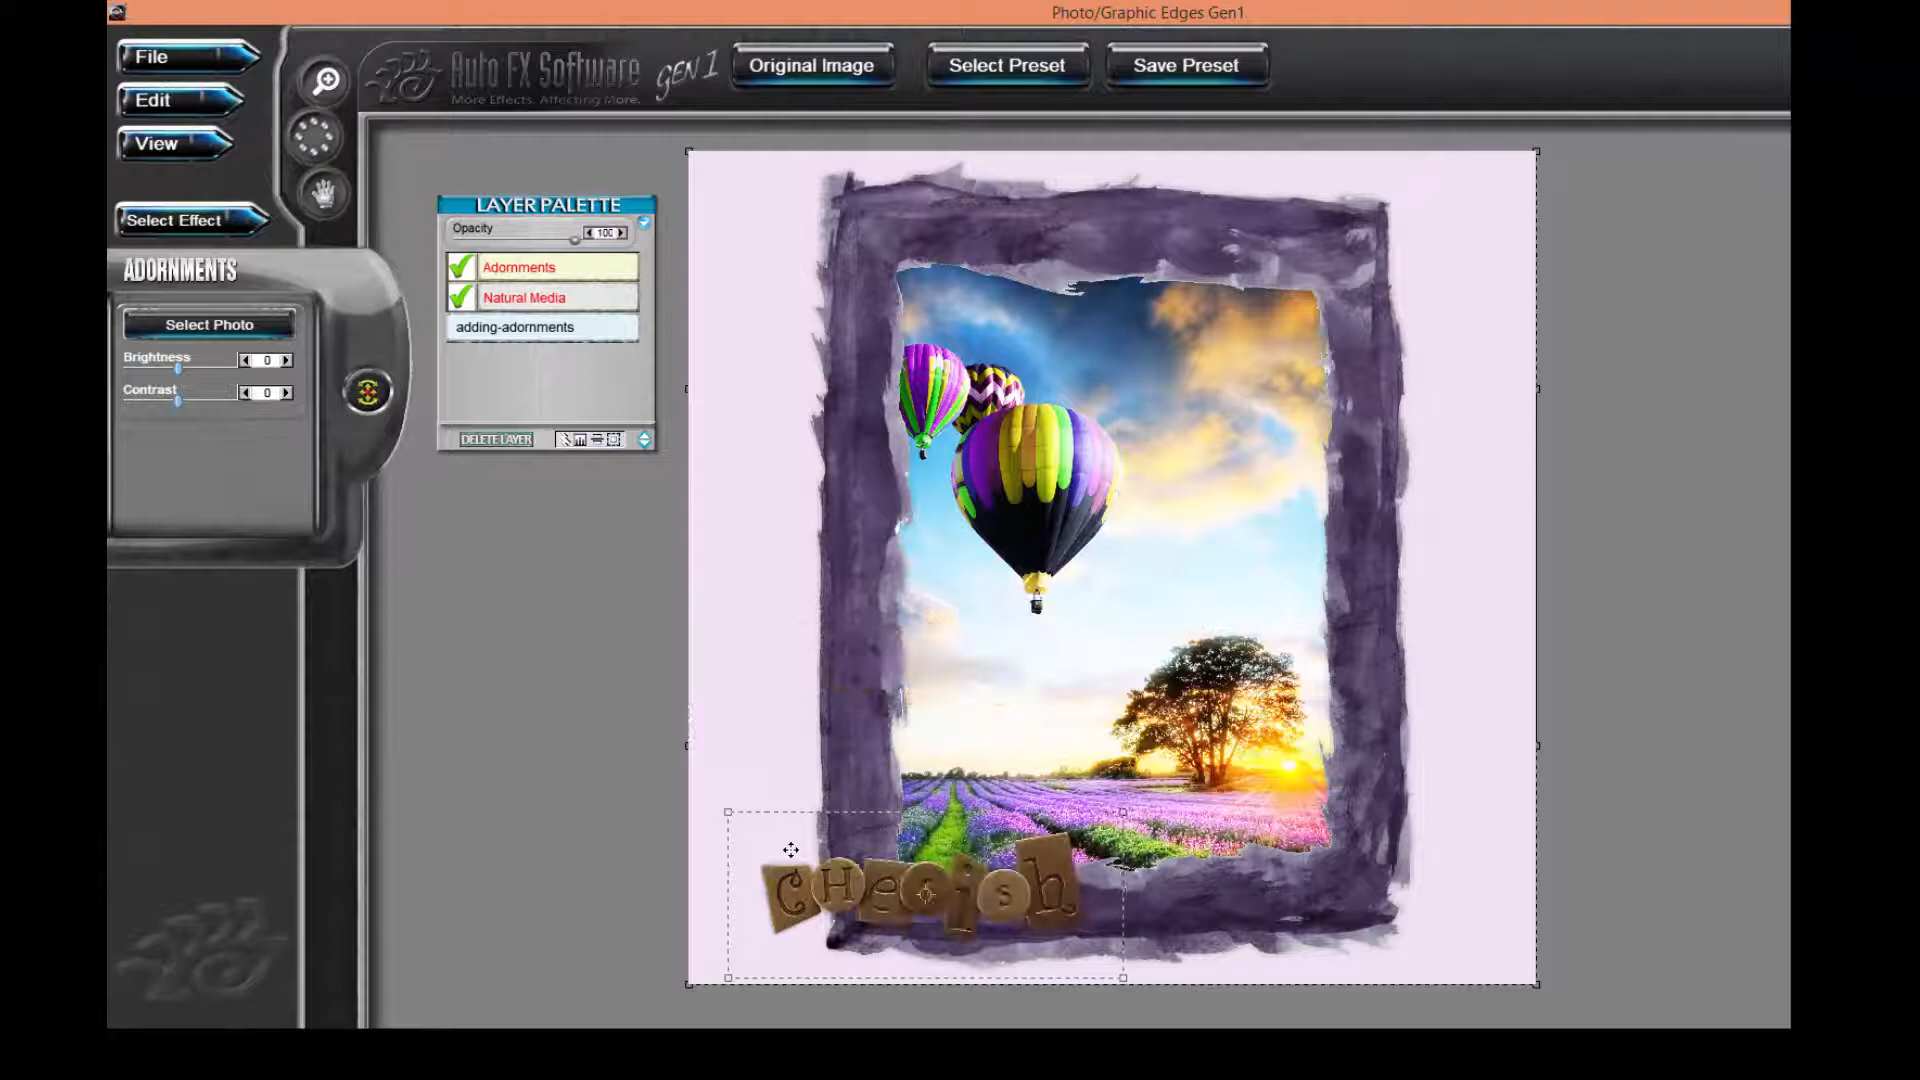 Photo/Graphic Edges Gen1
File
Edit
View
Select Effect
Auto FX Software
More Effects. Affecting More.
GEN 1
Original Image
Select Preset
Save Preset
ADORNMENTS
Select Photo
Brightness
0
Contrast
0
LAYER PALETTE
Opacity
100
Adornments
Natural Media
adding-adornments
DELETE LAYER
CHerish